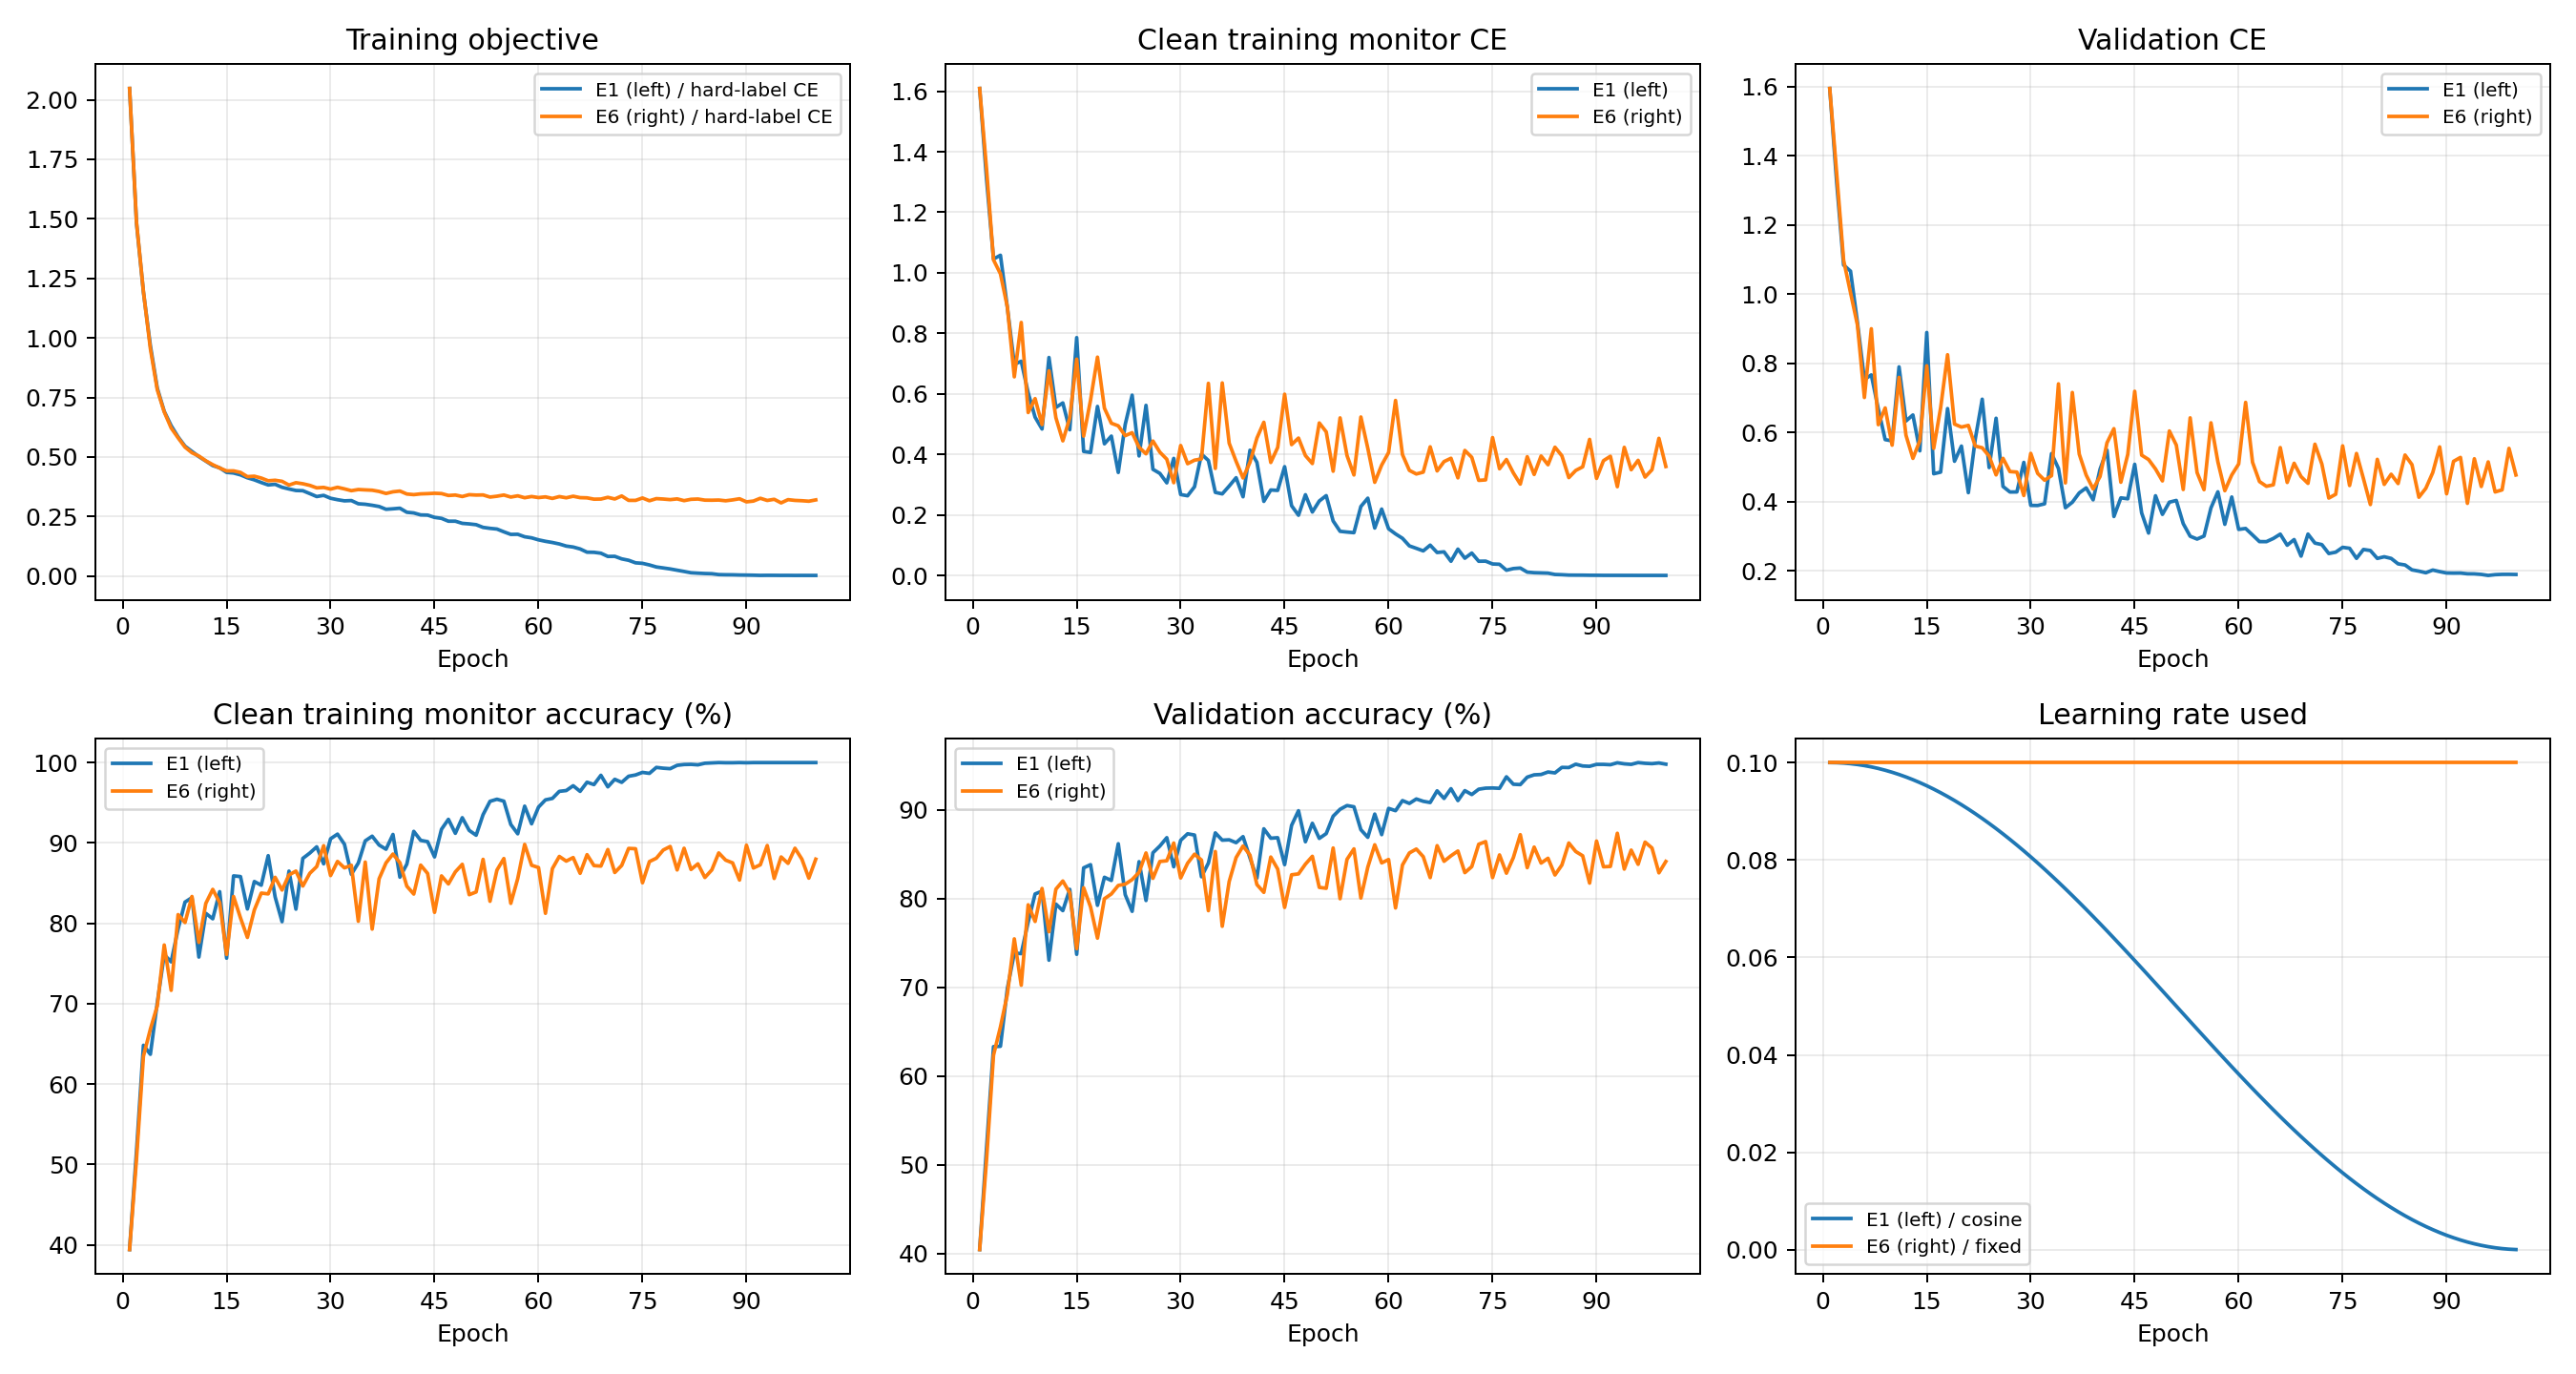 Training objective
2.00
1.75
1.50
1.25
1.00
0.75
0.50
0.25
0.00
0 15 30 45 60 75 90
Epoch
E1 (left) / hard-label CE
E6 (right) / hard-label CE
Clean training monitor CE
1.6
1.4
1.2
1.0
0.8
0.6
0.4
0.2
0.0
0 15 30 45 60 75 90
Epoch
E1 (left)
E6 (right)
Validation CE
1.6
1.4
1.2
1.0
0.8
0.6
0.4
0.2
0 15 30 45 60 75 90
Epoch
E1 (left)
E6 (right)
Clean training monitor accuracy (%)
100
90
80
70
60
50
40
0 15 30 45 60 75 90
Epoch
E1 (left)
E6 (right)
Validation accuracy (%)
90
80
70
60
50
40
0 15 30 45 60 75 90
Epoch
E1 (left)
E6 (right)
Learning rate used
0.10
0.08
0.06
0.04
0.02
0.00
0 15 30 45 60 75 90
Epoch
E1 (left) / cosine
E6 (right) / fixed